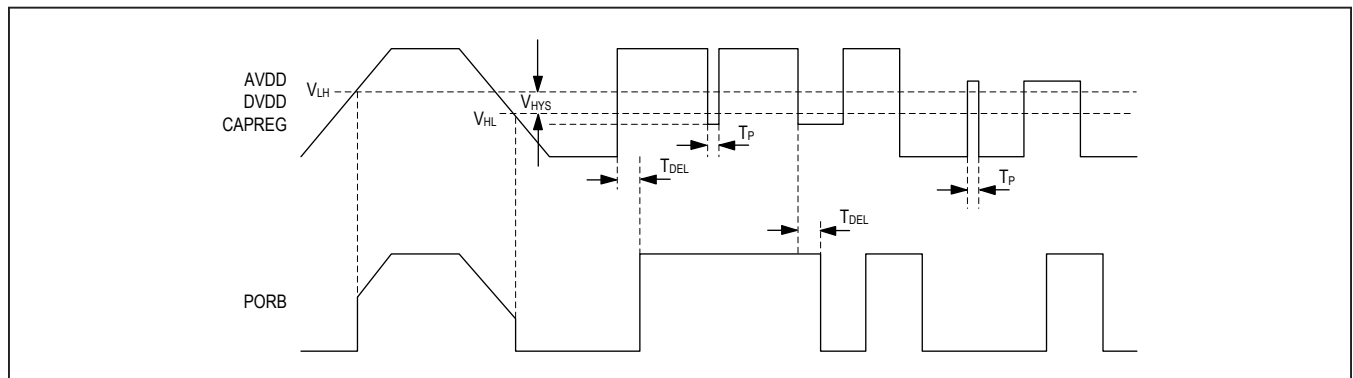 AVDD
DVDD
CAPREG
VLH
VHL
VHYS
TP
TDEL
TDEL
TP
PORB